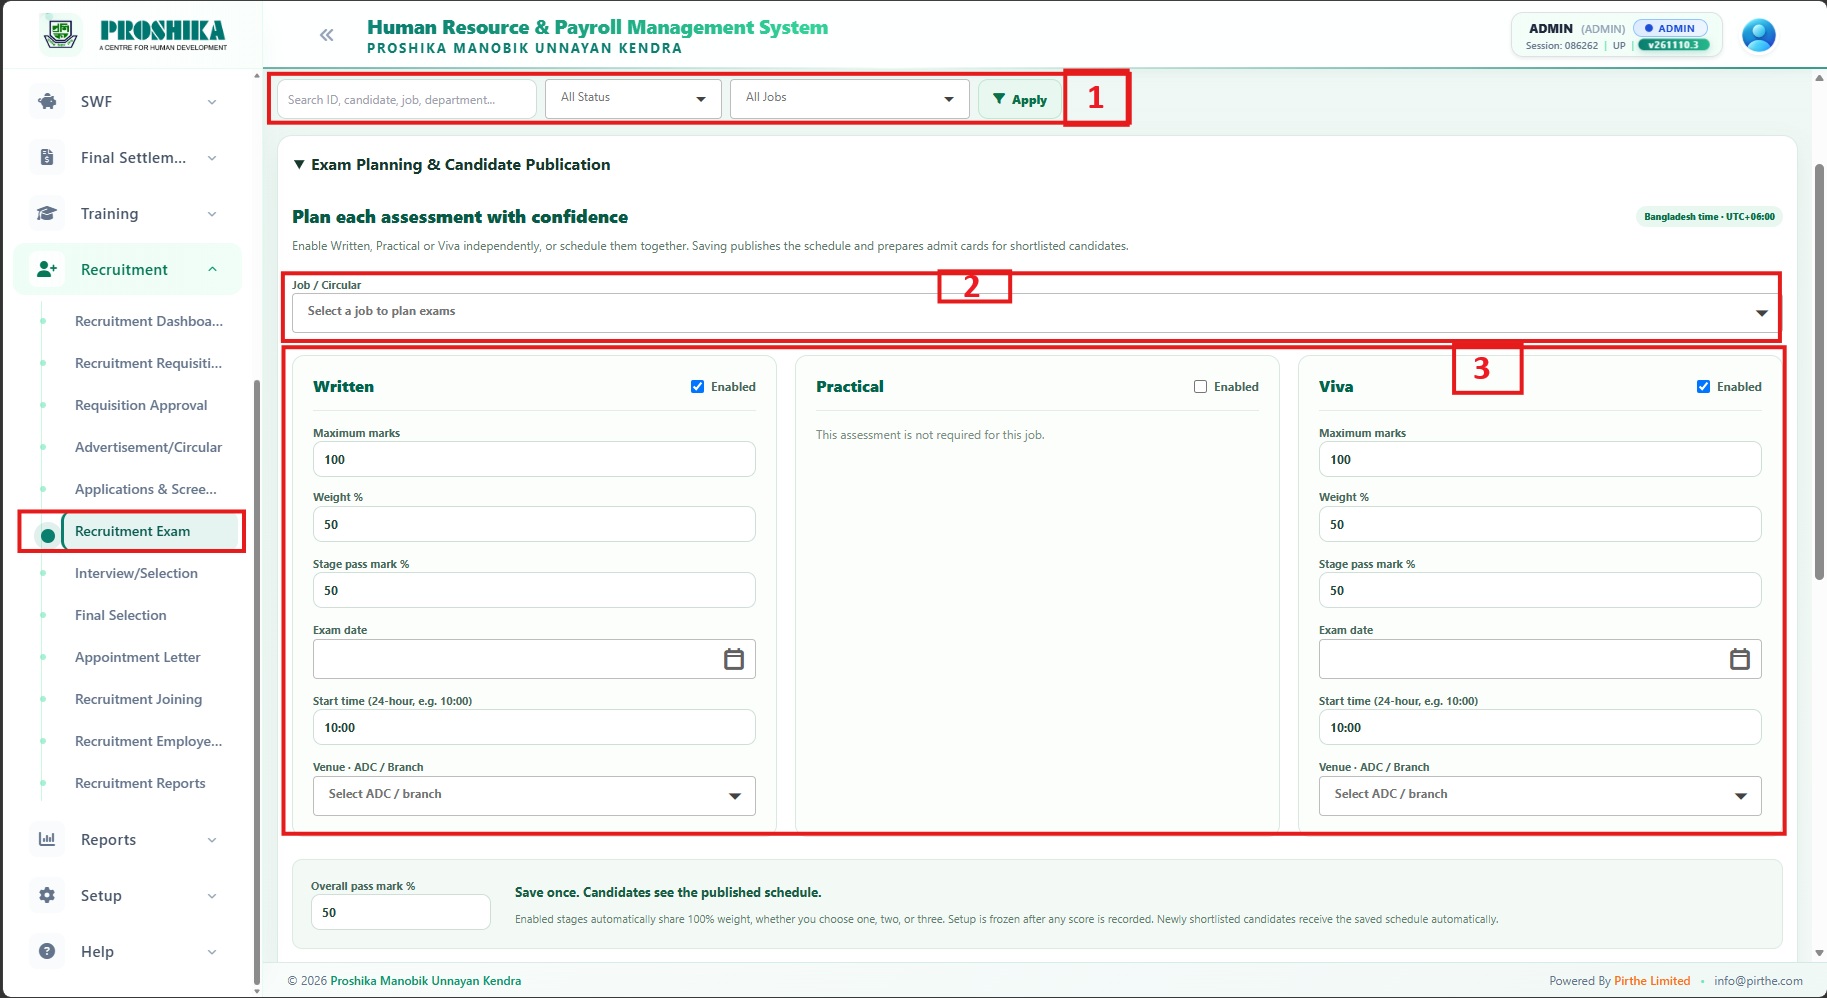 PROSHIKA
A CENTRE FOR HUMAN DEVELOPMENT
Human Resource & Payroll Management System
PROSHIKA MANOBIK UNNAYAN KENDRA
ADMIN (ADMIN) ADMIN
Session: 086262 | UP | v261110.3
SWF
Final Settlem...
Training
Recruitment
Recruitment Dashboa...
Recruitment Requisiti...
Requisition Approval
Advertisement/Circular
Applications & Scree...
Recruitment Exam
Interview/Selection
Final Selection
Appointment Letter
Recruitment Joining
Recruitment Employe...
Recruitment Reports
Reports
Setup
Help
Search ID, candidate, job, department...
All Status
All Jobs
Apply
1
Exam Planning & Candidate Publication
Plan each assessment with confidence
Bangladesh time · UTC+06:00
Enable Written, Practical or Viva independently, or schedule them together. Saving publishes the schedule and prepares admit cards for shortlisted candidates.
2
Job / Circular
Select a job to plan exams
3
Written
Enabled
Maximum marks
100
Weight %
50
Stage pass mark %
50
Exam date
Start time (24-hour, e.g. 10:00)
10:00
Venue · ADC / Branch
Select ADC / branch
Practical
Enabled
This assessment is not required for this job.
Viva
Enabled
Maximum marks
100
Weight %
50
Stage pass mark %
50
Exam date
Start time (24-hour, e.g. 10:00)
10:00
Venue · ADC / Branch
Select ADC / branch
Overall pass mark %
50
Save once. Candidates see the published schedule.
Enabled stages automatically share 100% weight, whether you choose one, two, or three. Setup is frozen after any score is recorded. Newly shortlisted candidates receive the saved schedule automatically.
© 2026 Proshika Manobik Unnayan Kendra
Powered By Pirthe Limited • info@pirthe.com